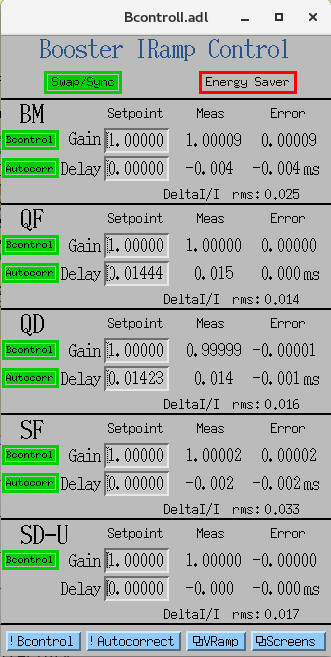 Bcontroll.adl
Booster IRamp Control
Swap/Sync Energy Saver
BM Setpoint Meas Error
Bcontrol Gain 1.00000 1.00009 0.00009
Autocorr Delay 0.00000 -0.004 -0.004 ms
DeltaI/I rms: 0.025
QF Setpoint Meas Error
Bcontrol Gain 1.00000 1.00000 0.00000
Autocorr Delay 0.01444 0.015 0.000 ms
DeltaI/I rms: 0.014
QD Setpoint Meas Error
Bcontrol Gain 1.00000 0.99999 -0.00001
Autocorr Delay 0.01423 0.014 -0.001 ms
DeltaI/I rms: 0.016
SF Setpoint Meas Error
Bcontrol Gain 1.00000 1.00002 0.00002
Autocorr Delay 0.00000 -0.002 -0.002 ms
DeltaI/I rms: 0.033
SD-U Setpoint Meas Error
Bcontrol Gain 1.00000 1.00000 -0.00000
Delay 0.00000 -0.000 -0.000 ms
DeltaI/I rms: 0.017
! Bcontrol ! Autocorrect VRamp Screens